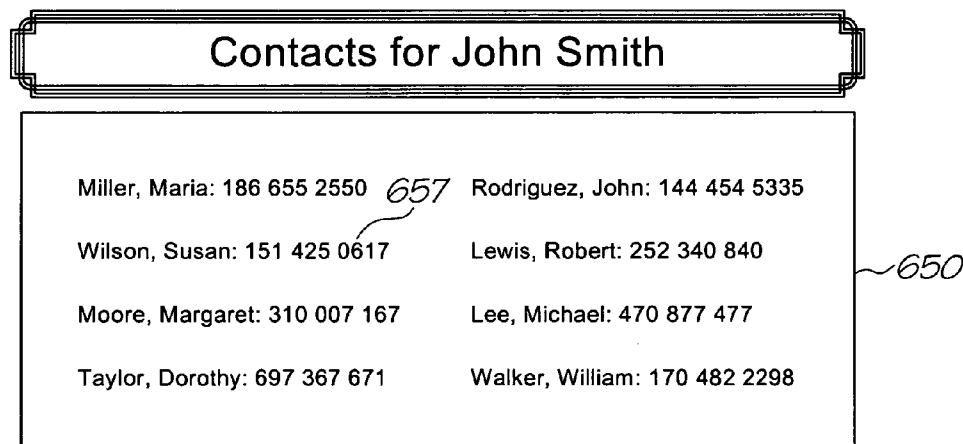 Contacts for John Smith
Miller, Maria: 186 655 2550
657
Rodriguez, John: 144 454 5335
Wilson, Susan: 151 425 0617
Lewis, Robert: 252 340 840
650
Moore, Margaret: 310 007 167
Lee, Michael: 470 877 477
Taylor, Dorothy: 697 367 671
Walker, William: 170 482 2298